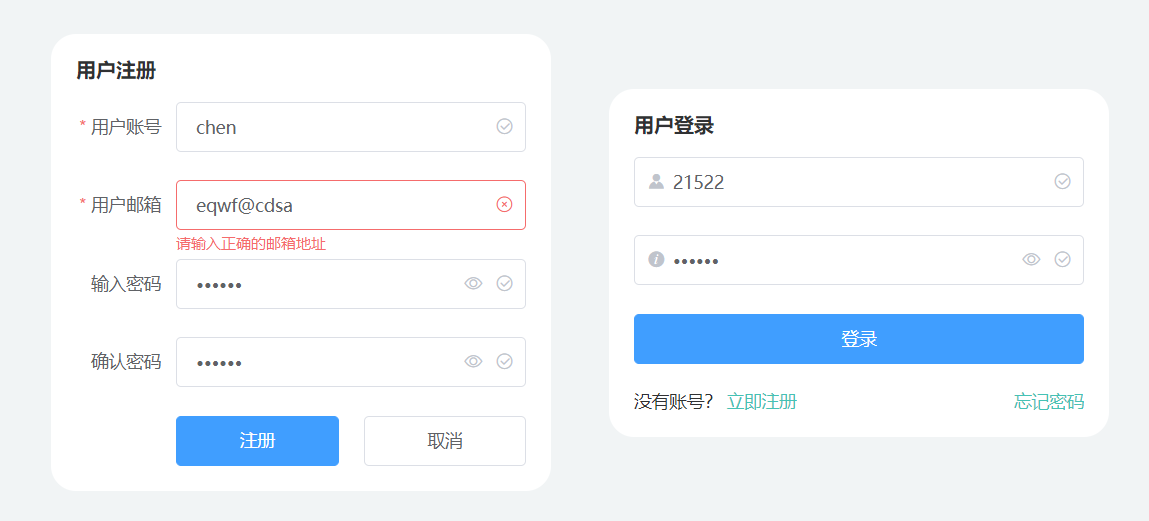 用户注册
* 用户账号 chen
* 用户邮箱 eqwf@cdsa
请输入正确的邮箱地址
输入密码 ••••••
确认密码 ••••••
注册 取消
用户登录
21522
••••••
登录
没有账号? 立即注册 忘记密码